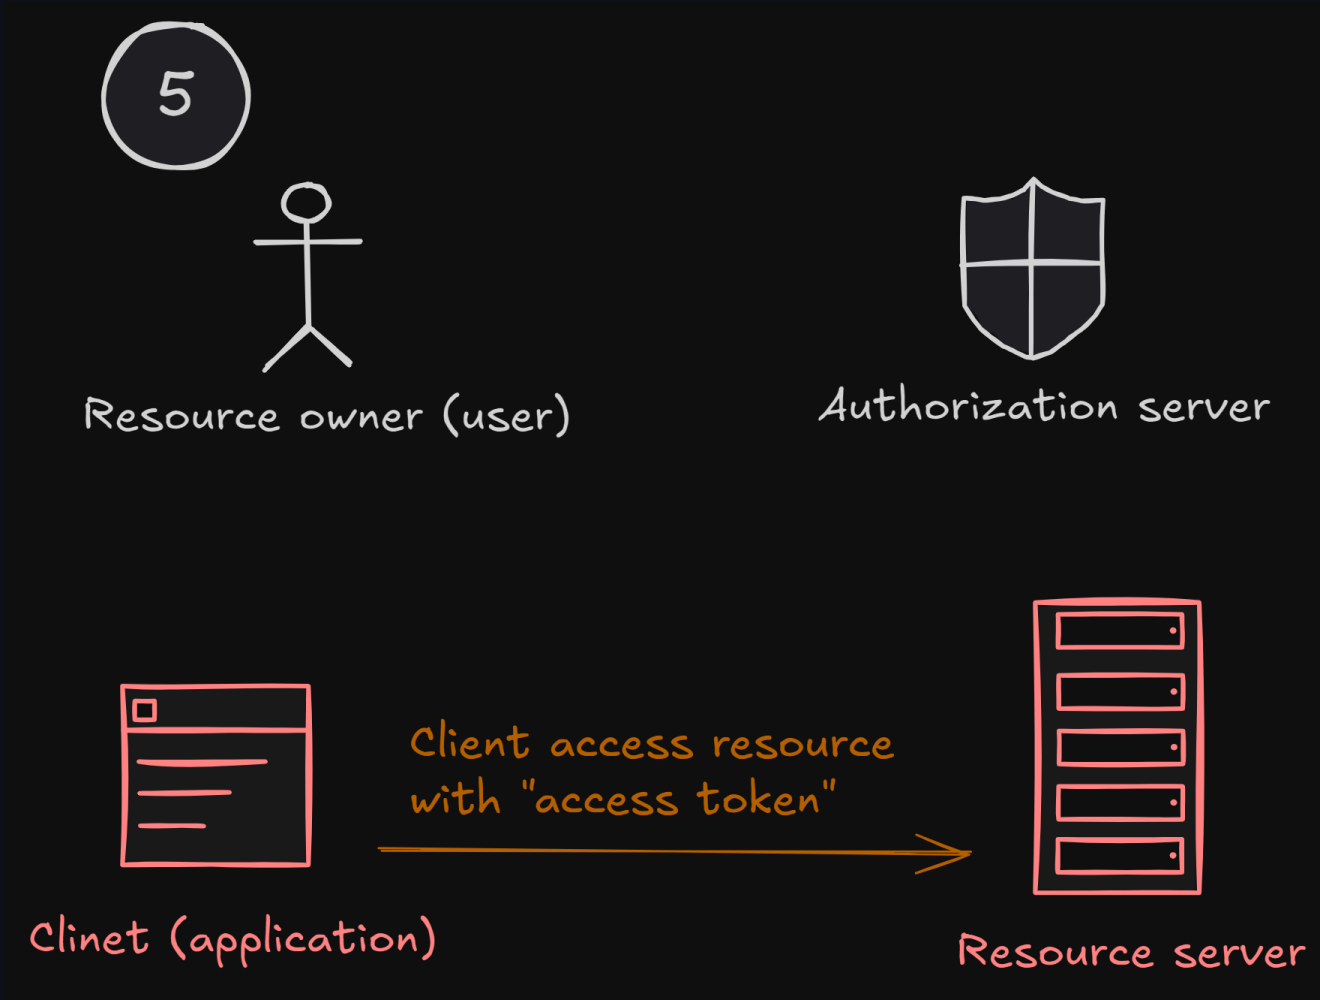 5
Resource owner (user)
Authorization server
Client access resource
with "access token"
Clinet (application)
Resource server